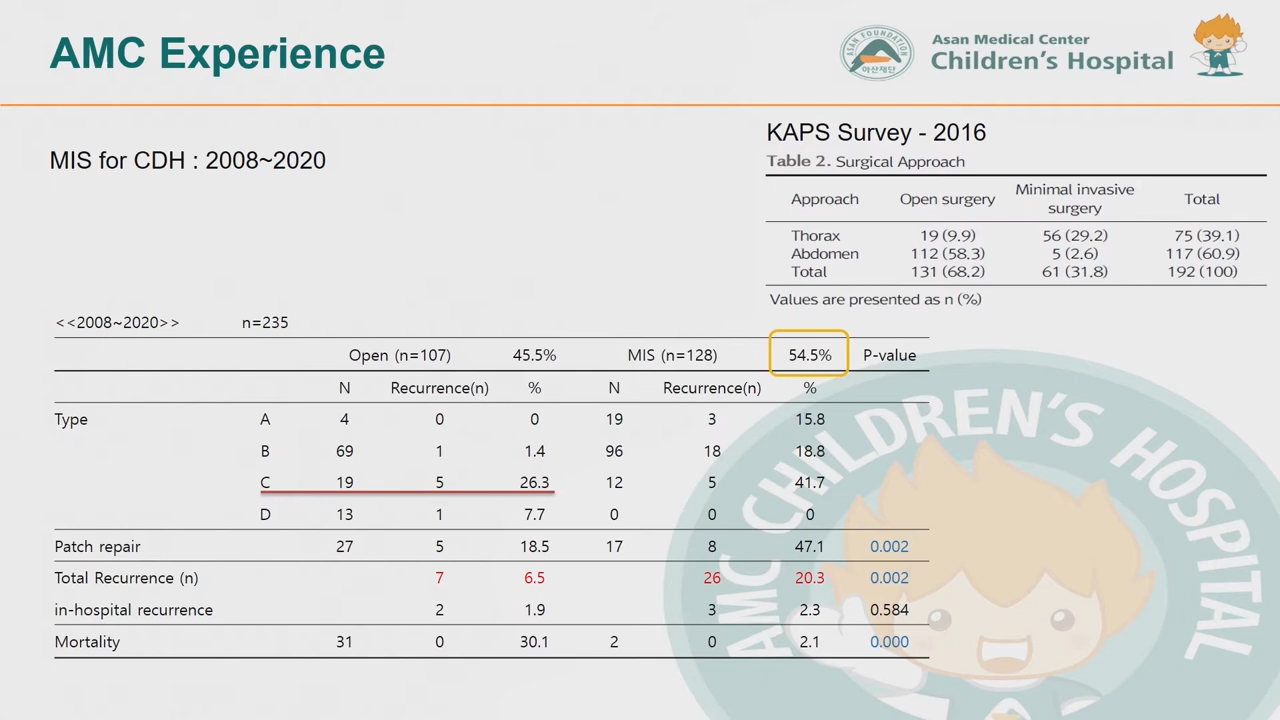 AMC Experience
ASAN FOUNDATION
아산재단
Asan Medical Center
Children's Hospital
MIS for CDH : 2008~2020
KAPS Survey - 2016
Table 2. Surgical Approach
Approach Open surgery Minimal invasive surgery Total
Thorax 19 (9.9) 56 (29.2) 75 (39.1)
Abdomen 112 (58.3) 5 (2.6) 117 (60.9)
Total 131 (68.2) 61 (31.8) 192 (100)
Values are presented as n (%)
<<2008~2020>> n=235
Open (n=107) 45.5% MIS (n=128) 54.5% P-value
N Recurrence(n) % N Recurrence(n) %
Type A 4 0 0 19 3 15.8
B 69 1 1.4 96 18 18.8
C 19 5 26.3 12 5 41.7
D 13 1 7.7 0 0 0
Patch repair 27 5 18.5 17 8 47.1 0.002
Total Recurrence (n) 7 6.5 26 20.3 0.002
in-hospital recurrence 2 1.9 3 2.3 0.584
Mortality 31 0 30.1 2 0 2.1 0.000
AMC CHILDREN'S HOSPITAL